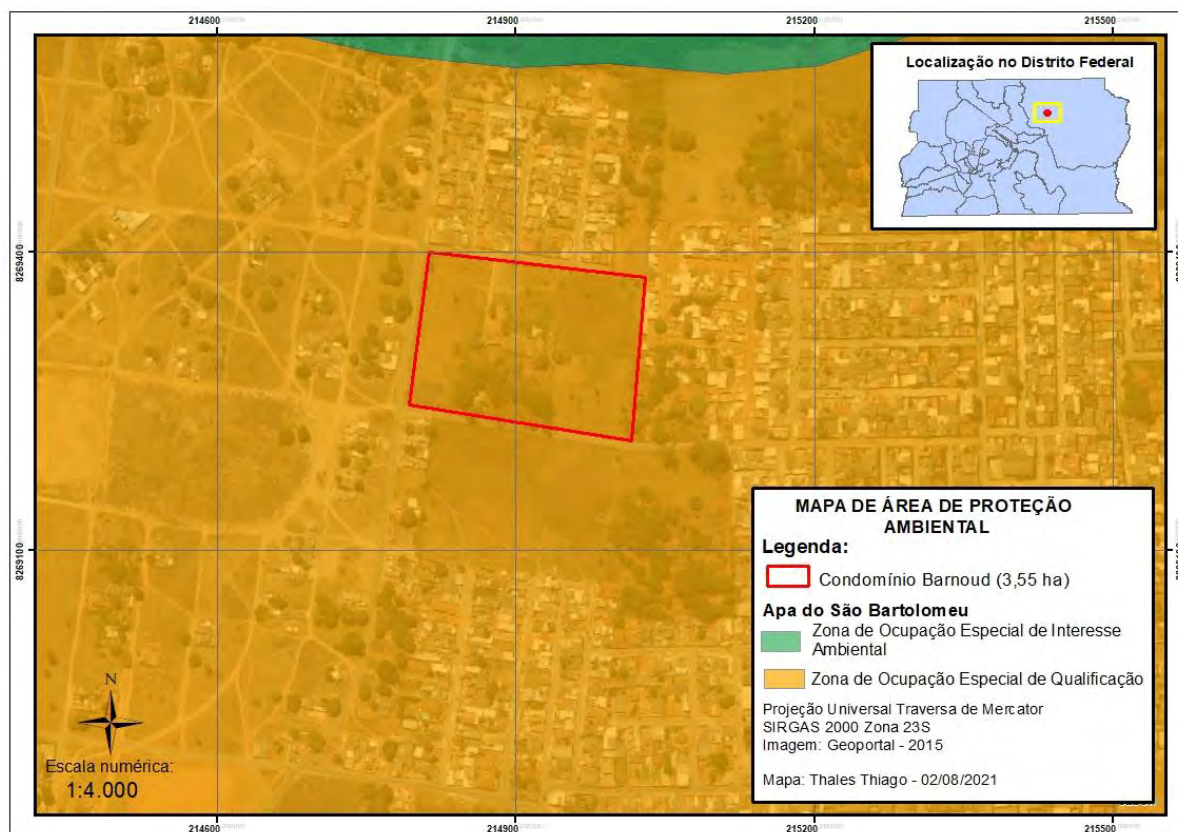 214600
214900
215200
215500
Localização no Distrito Federal
8269400
8269100
MAPA DE ÁREA DE PROTEÇÃO
AMBIENTAL
Legenda:
Condomínio Barnoud (3,55 ha)
Apa do São Bartolomeu
Zona de Ocupação Especial de Interesse
Ambiental
Zona de Ocupação Especial de Qualificação
Projeção Universal Traversa de Mercator
SIRGAS 2000 Zona 23S
Imagem: Geoportal - 2015
Mapa: Thales Thiago - 02/08/2021
N
Escala numérica:
1:4.000
214600
214900
215200
215500